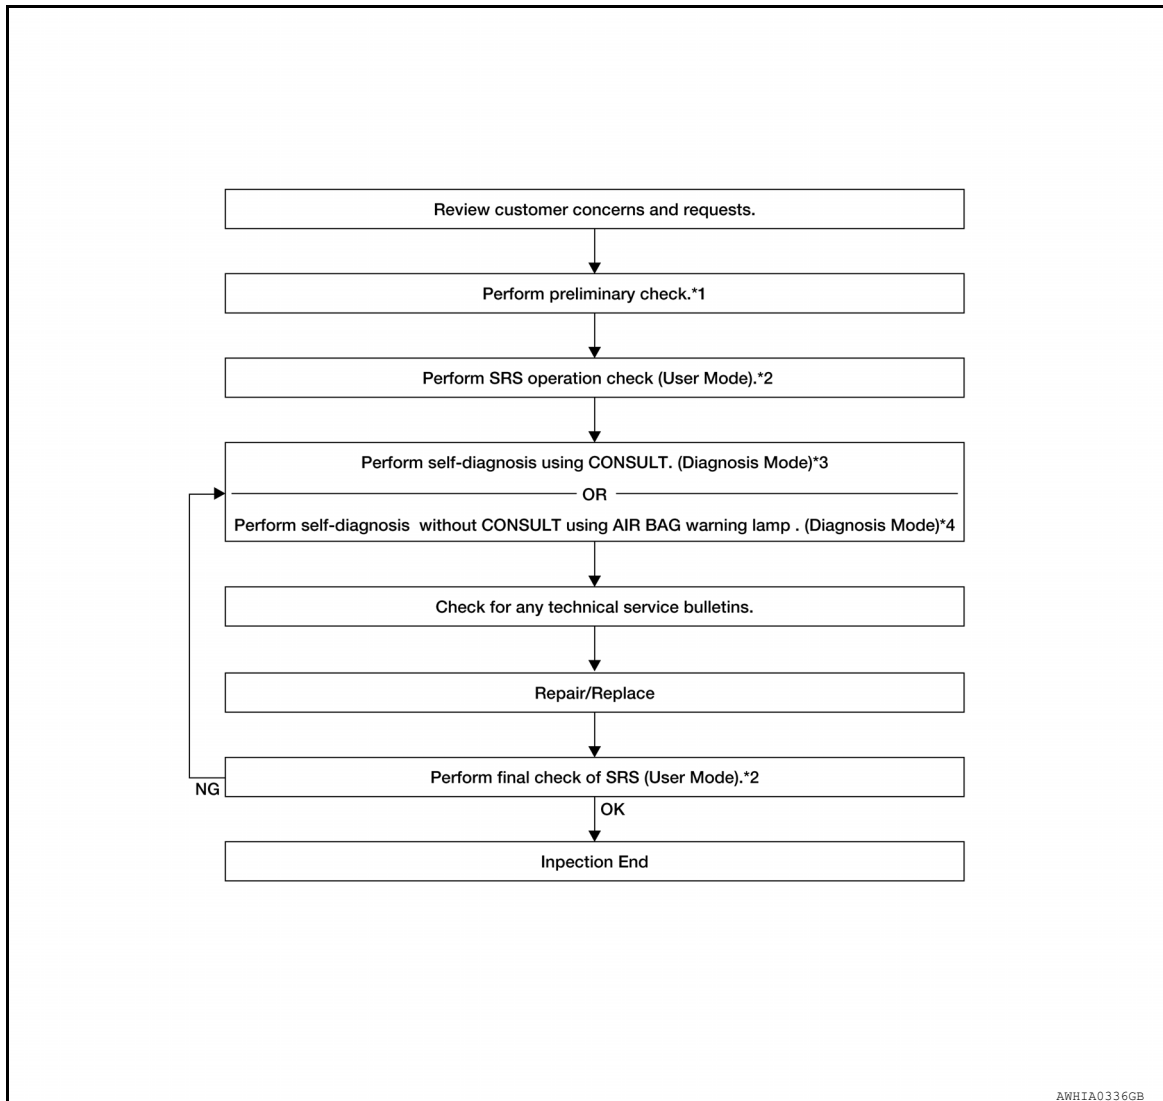 Review customer concerns and requests.
Perform preliminary check.*1
Perform SRS operation check (User Mode).*2
Perform self-diagnosis using CONSULT. (Diagnosis Mode)*3
OR
Perform self-diagnosis without CONSULT using AIR BAG warning lamp . (Diagnosis Mode)*4
Check for any technical service bulletins.
Repair/Replace
Perform final check of SRS (User Mode).*2
NG
OK
Inpection End
AWHIA0336GB